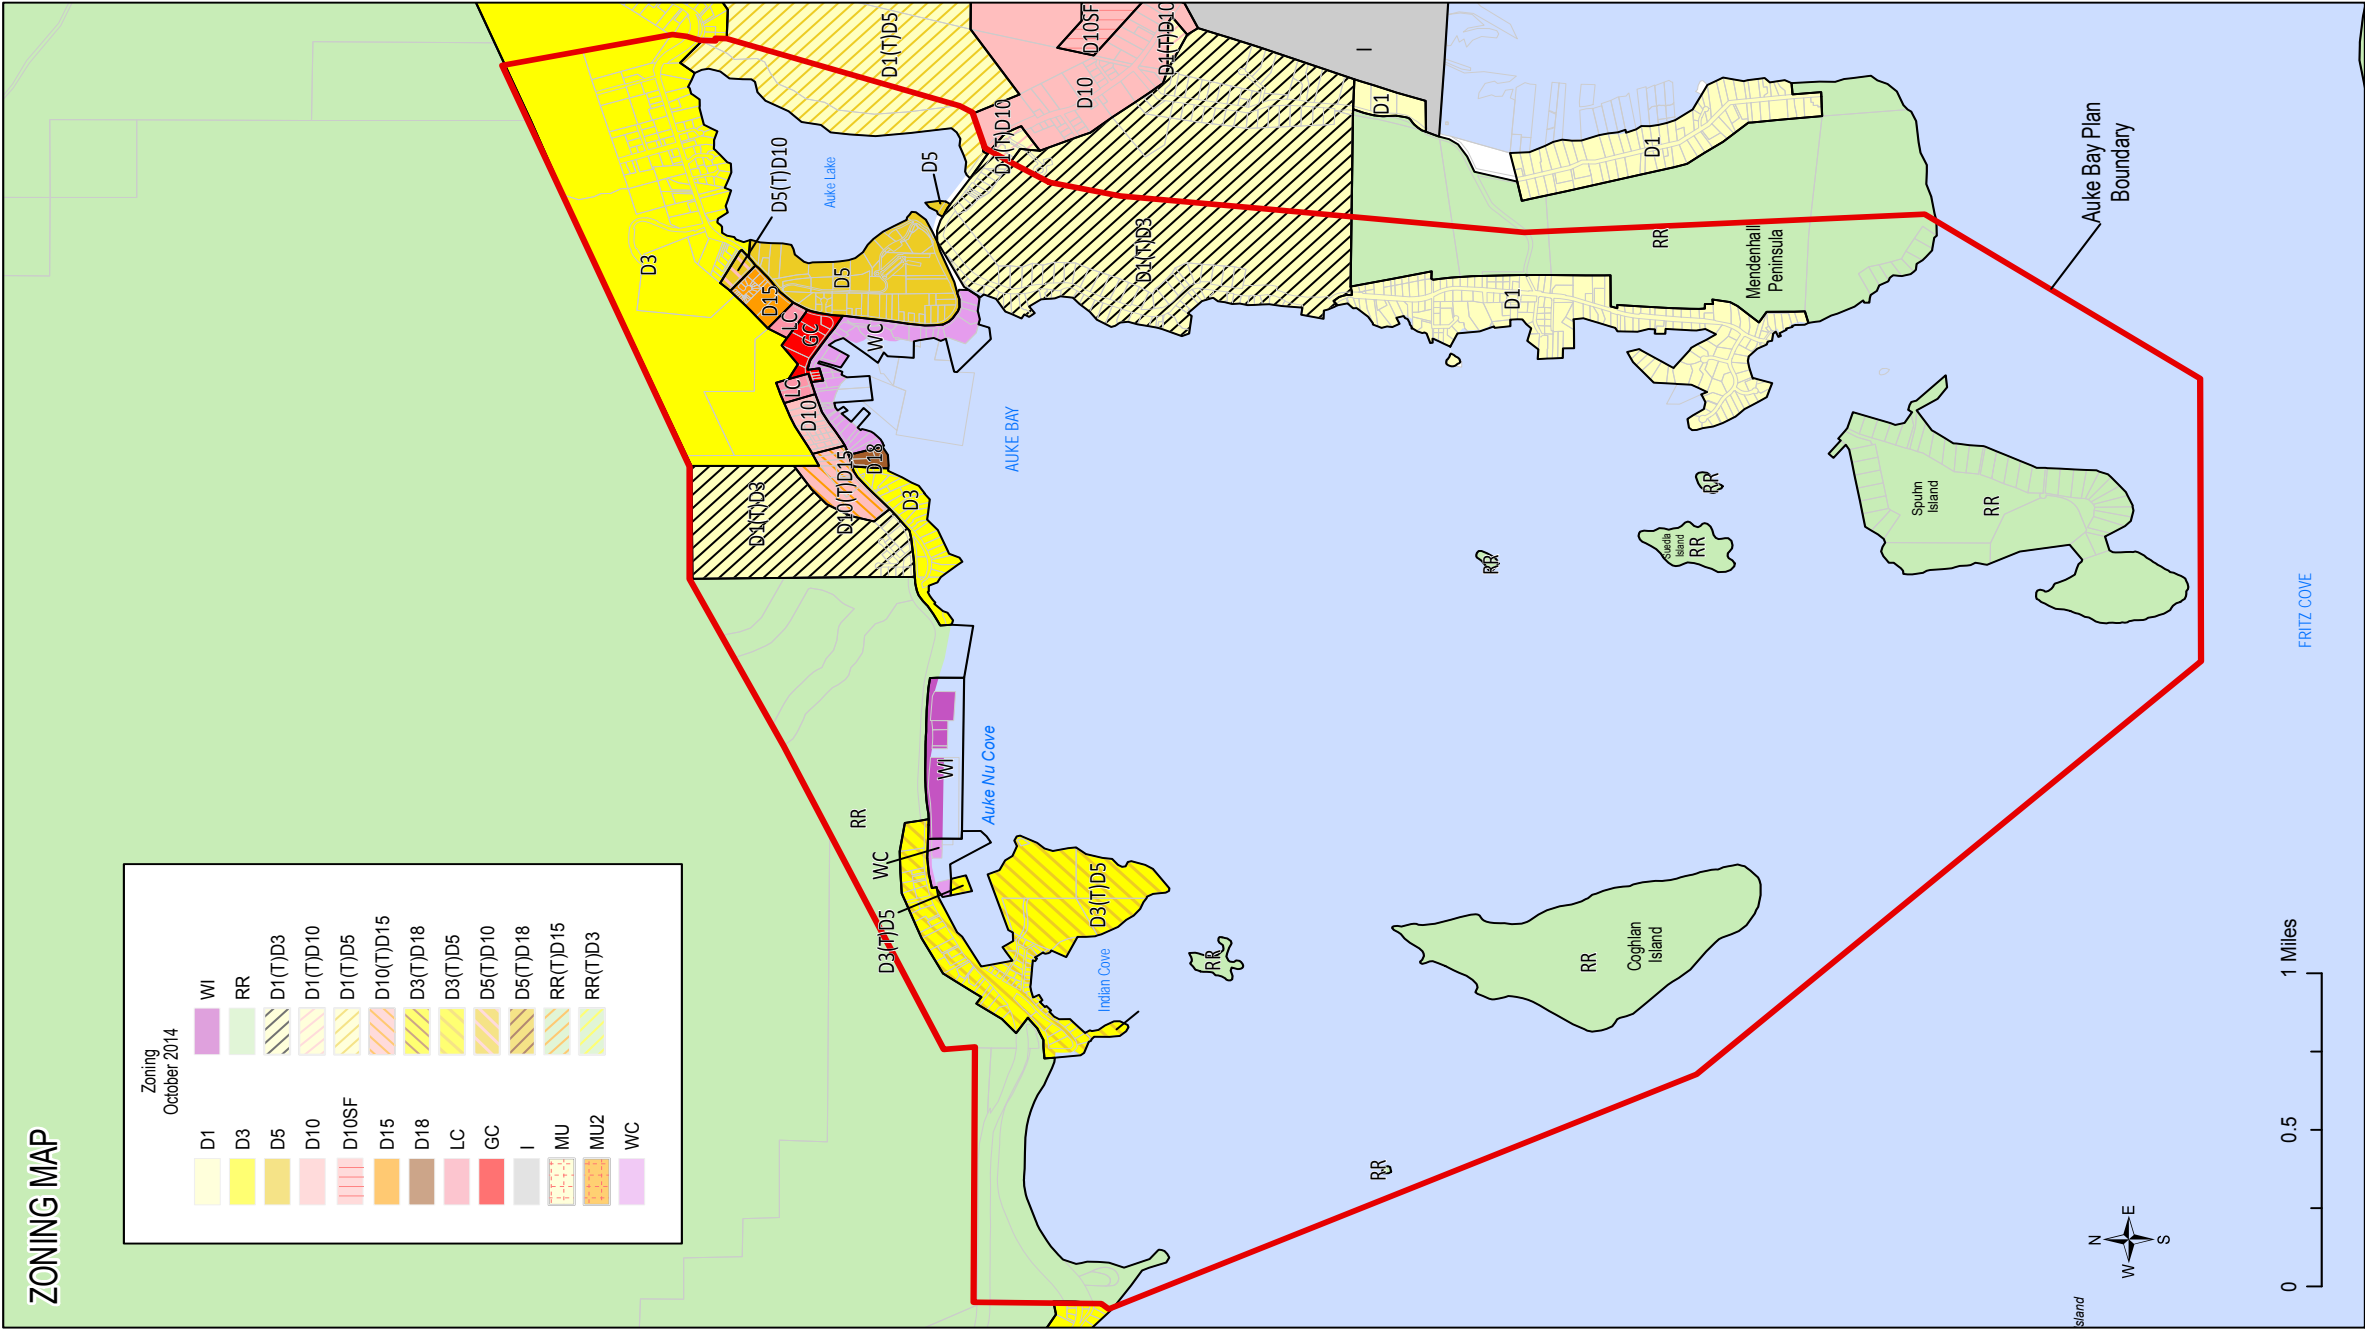 ZONING MAP
Zoning
October 2014
D1
D3
D5
D10
D10SF
D15
D18
LC
GC
I
MU
MU2
WC
WI
RR
D1(T)D3
D1(T)D10
D1(T)D5
D10(T)D15
D3(T)D18
D3(T)D5
D5(T)D10
D5(T)D18
RR(T)D15
RR(T)D3
D3
D5(T)D10
D15
LC
GC
LC
D10
D10(T)D15
D18
D3
D1(T)D3
D5
WC
Auke Lake
D5
D1(T)D5
D10SF
D1(T)D10
D10
D1(T)D10
I
D1
D1
D1(T)D3
RR
Mendenhall
Peninsula
D1
AUKE BAY
RR
WI
Auke Nu Cove
WC
D3(T)D5
D3(T)D5
Indian Cove
RR
RR
Coghlan
Island
RR
RR
RR
Suedla
Island
RR
Spuhn
Island
RR
Auke Bay Plan
Boundary
FRITZ COVE
N
W
E
S
0
0.5
1 Miles
sland